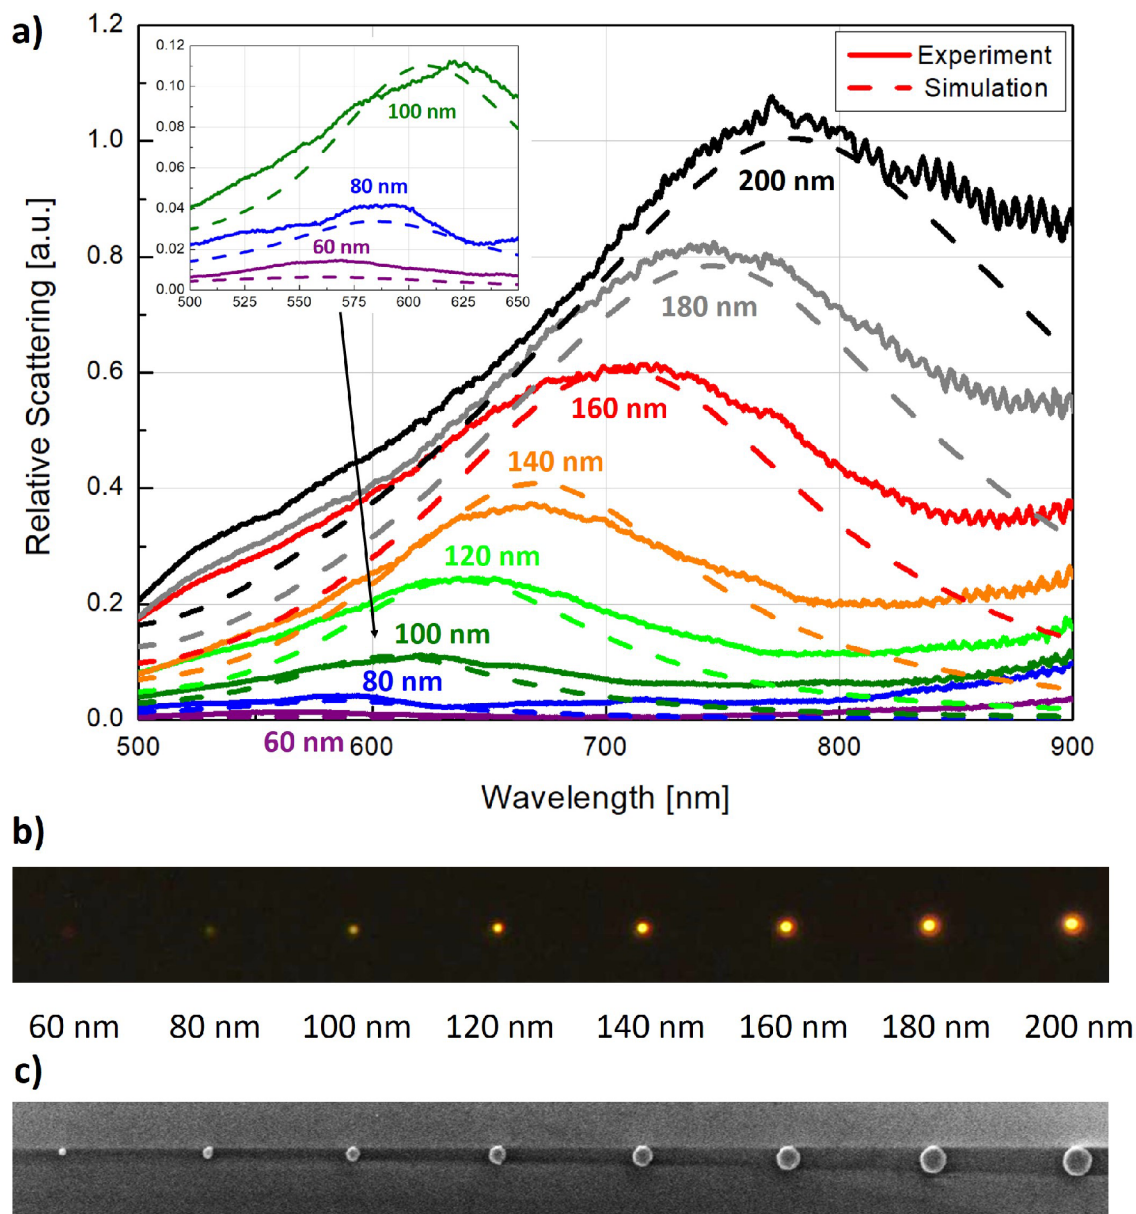 a)
Relative Scattering [a.u.]
1.2
1.0
0.8
0.6
0.4
0.2
0.0
500
600
700
800
900
Wavelength [nm]
Experiment
Simulation
0.12
0.10
0.08
0.06
0.04
0.02
0.00
500
525
550
575
600
625
650
100 nm
80 nm
60 nm
200 nm
180 nm
160 nm
140 nm
120 nm
100 nm
80 nm
60 nm
b)
60 nm 80 nm 100 nm 120 nm 140 nm 160 nm 180 nm 200 nm
c)